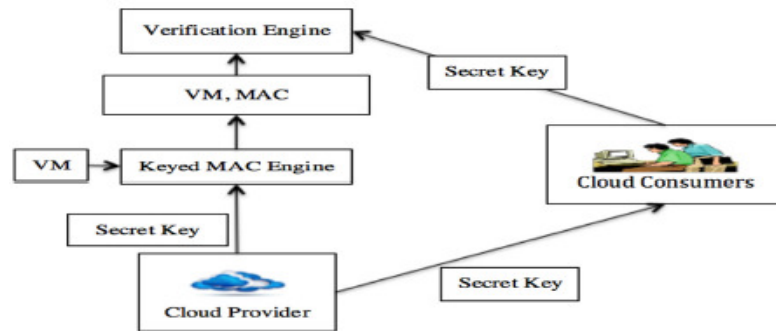 Verification Engine
Secret Key
VM, MAC
VM
Keyed MAC Engine
Cloud Consumers
Secret Key
Secret Key
Cloud Provider